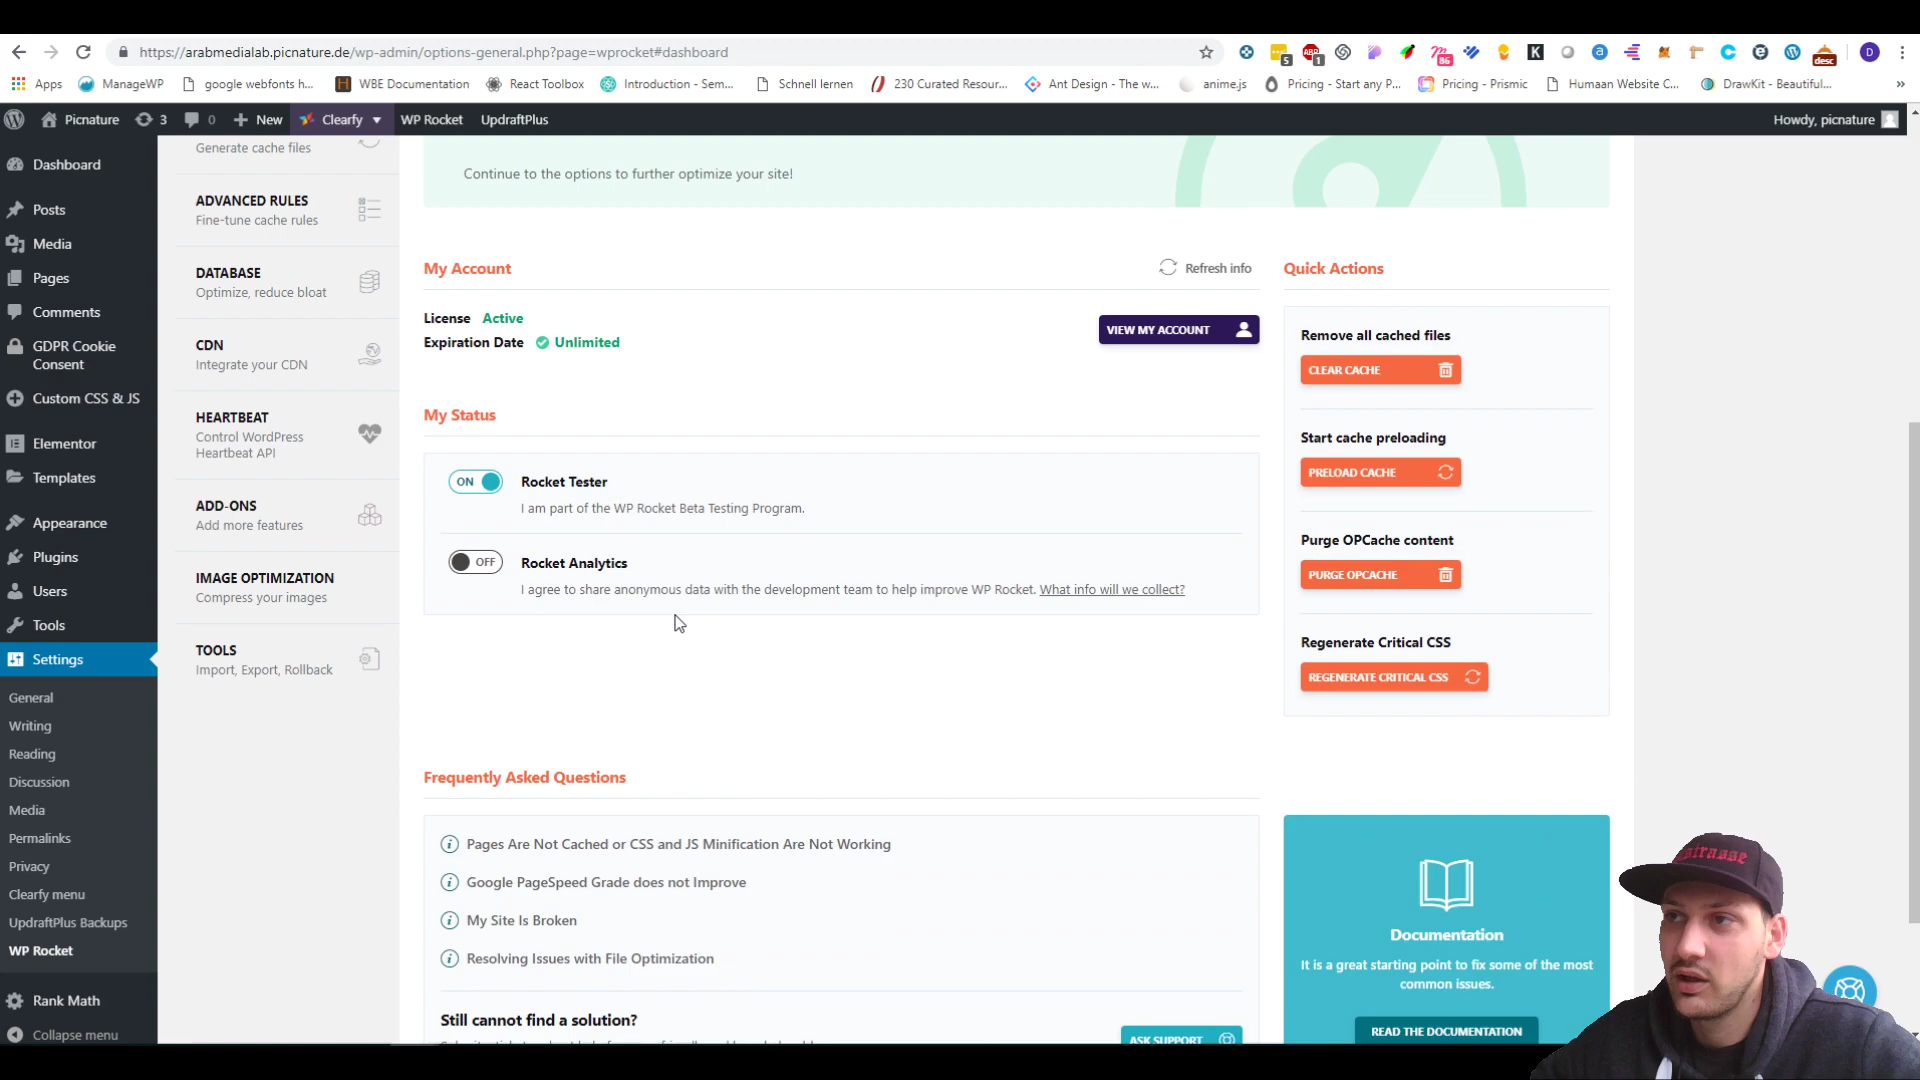 https://arabmedialab.picnature.de/wp-admin/options-general.php?page=wprocket#dashboard
5
ABP
1
86
K
desc
D
Apps
ManageWP
google webfonts h...
WBE Documentation
React Toolbox
Introduction - Sem...
Schnell lernen
230 Curated Resour...
Ant Design - The w...
anime.js
Pricing - Start any P...
Pricing - Prismic
Humaan Website C...
DrawKit - Beautiful...
»
Picnature
3
0
New
Clearfy
WP Rocket
UpdraftPlus
Howdy, picnature
Dashboard
Posts
Media
Pages
Comments
GDPR Cookie
Consent
Custom CSS & JS
Elementor
Templates
Appearance
Plugins
Users
Tools
Settings
General
Writing
Reading
Discussion
Media
Permalinks
Privacy
Clearfy menu
UpdraftPlus Backups
WP Rocket
Rank Math
Collapse menu
Generate cache files
ADVANCED RULES
Fine-tune cache rules
DATABASE
Optimize, reduce bloat
CDN
Integrate your CDN
HEARTBEAT
Control WordPress
Heartbeat API
ADD-ONS
Add more features
IMAGE OPTIMIZATION
Compress your images
TOOLS
Import, Export, Rollback
Continue to the options to further optimize your site!
My Account
Refresh info
License Active
Expiration Date Unlimited
VIEW MY ACCOUNT
My Status
ON
Rocket Tester
I am part of the WP Rocket Beta Testing Program.
OFF
Rocket Analytics
I agree to share anonymous data with the development team to help improve WP Rocket. What info will we collect?
Quick Actions
Remove all cached files
CLEAR CACHE
Start cache preloading
PRELOAD CACHE
Purge OPCache content
PURGE OPCACHE
Regenerate Critical CSS
REGENERATE CRITICAL CSS
Frequently Asked Questions
Pages Are Not Cached or CSS and JS Minification Are Not Working
Google PageSpeed Grade does not Improve
My Site Is Broken
Resolving Issues with File Optimization
Still cannot find a solution?
ASK SUPPORT
Documentation
It is a great starting point to fix some of the most
common issues.
READ THE DOCUMENTATION